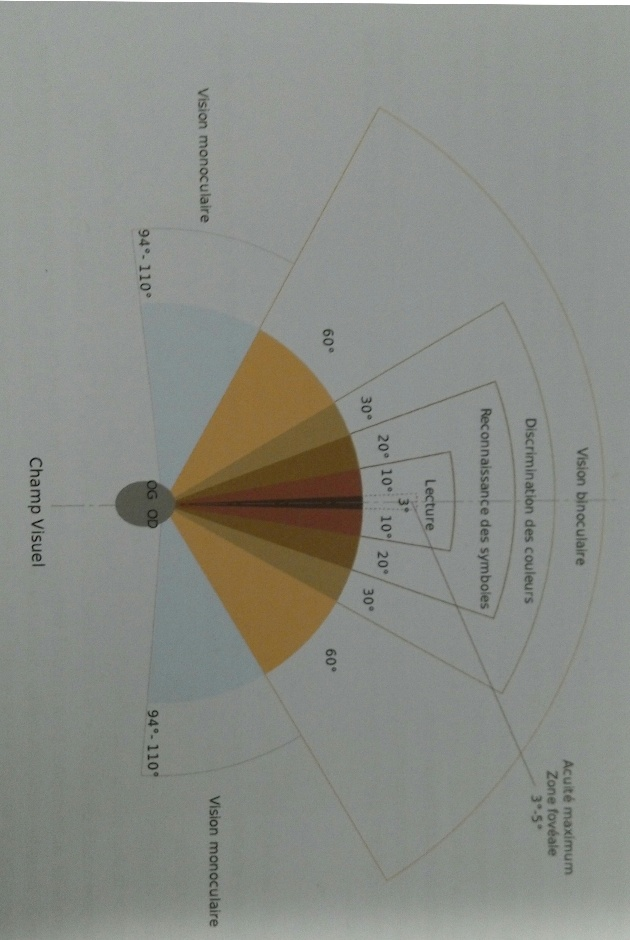 Acuité maximum
Zone fovéale
3°-5°
Vision binoculaire
Discrimination des couleurs
Reconnaissance des symboles
Lecture
3°
10°
10°
20°
20°
30°
30°
60°
60°
Vision monoculaire
Vision monoculaire
94°- 110°
94°- 110°
OG OD
Champ Visuel